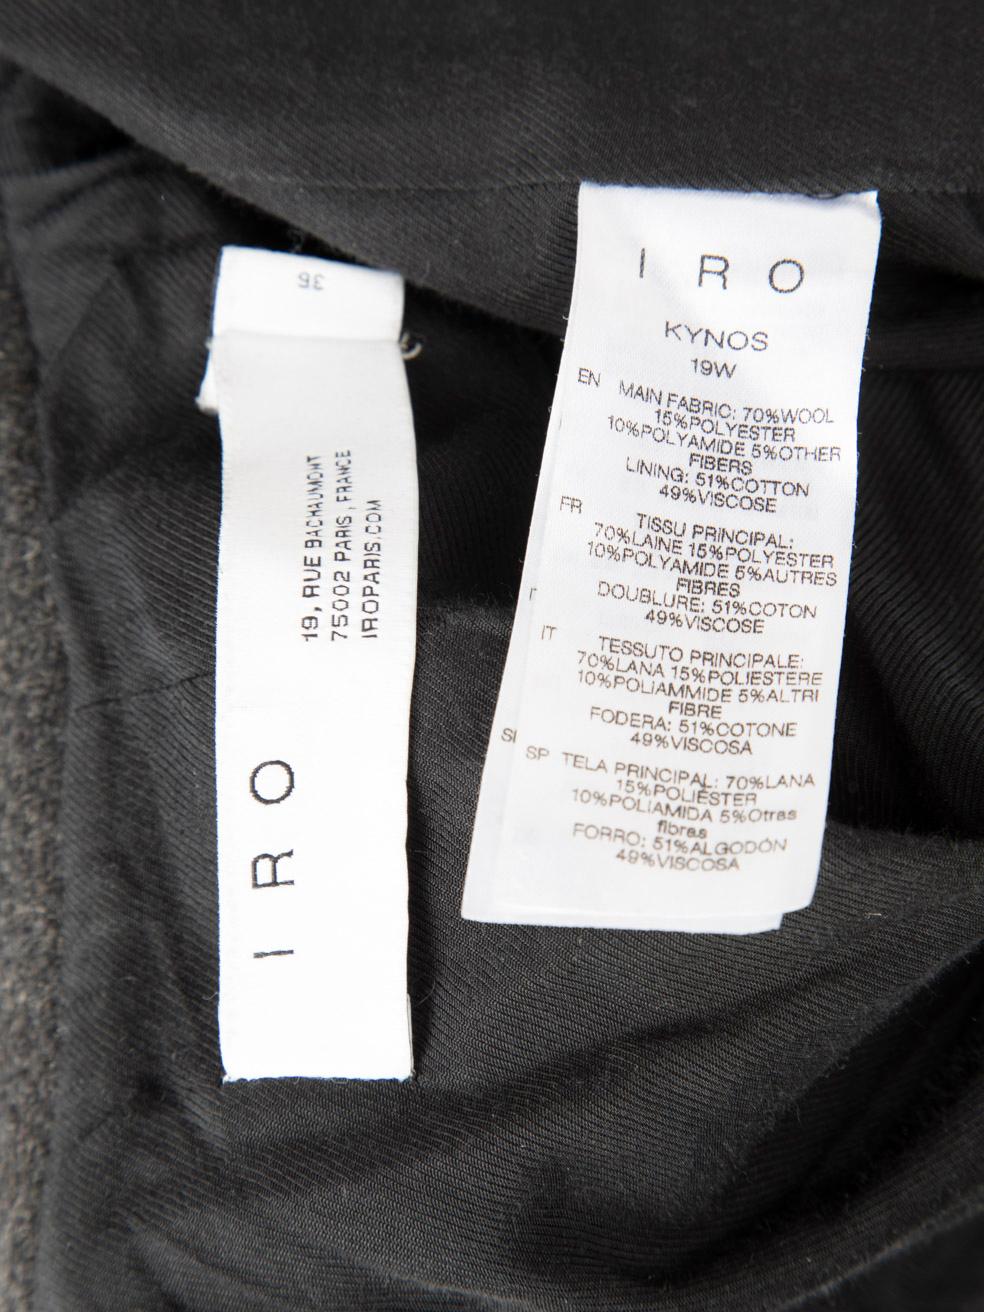 36
19, RUE BACHAUMONT
75002 PARIS, FRANCE
IROPARIS.COM
IRO
IRO
KYNOS
19W
EN MAIN FABRIC: 70%WOOL
15%POLYESTER
10%POLYAMIDE 5%OTHER
FIBERS
LINING: 51%COTTON
49%VISCOSE
FR TISSU PRINCIPAL:
70%LAINE 15%POLYESTER
10%POLYAMIDE 5%AUTRES
FIBRES
DOUBLURE: 51%COTON
49%VISCOSE
IT TESSUTO PRINCIPALE:
70%LANA 15%POLIESTERE
10%POLIAMMIDE 5%ALTRI
FIBRE
FODERA: 51%COTONE
49%VISCOSA
SP TELA PRINCIPAL: 70%LANA
15%POLIÉSTER
10%POLIAMIDA 5%Otras
fibras
FORRO: 51%ALGODÓN
49%VISCOSA